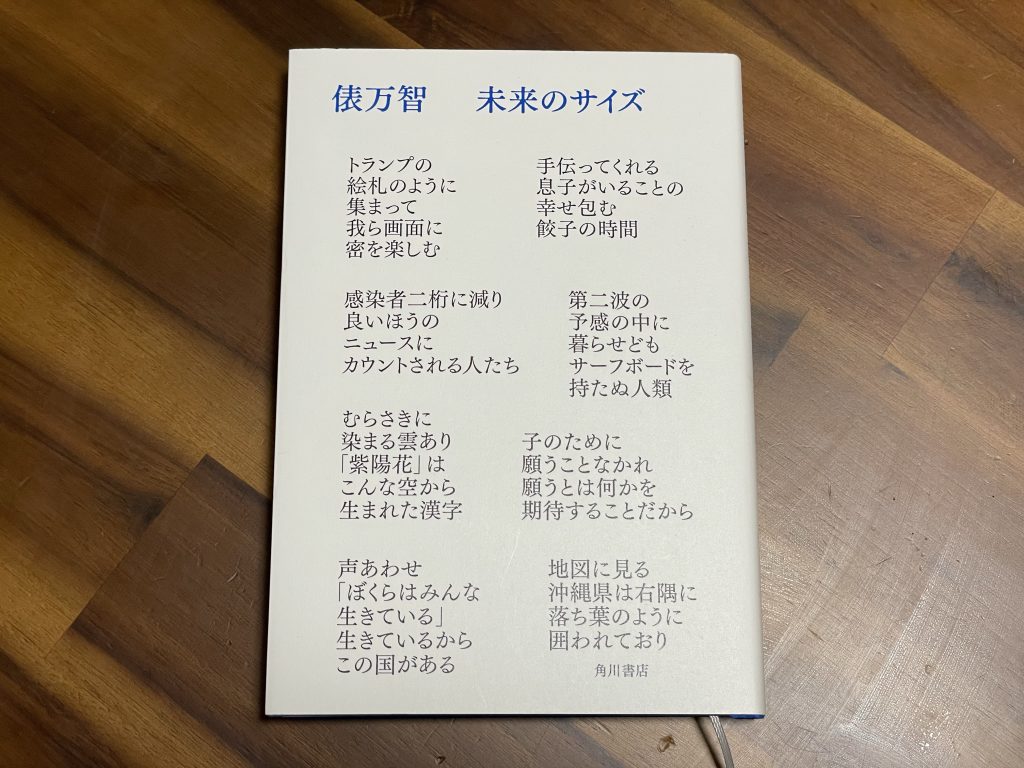 俵万智 未来のサイズ
トランプの
絵札のように
集まって
我ら画面に
密を楽しむ
手伝ってくれる
息子がいることの
幸せ包む
餃子の時間
感染者二桁に減り
良いほうの
ニュースに
カウントされる人たち
第二波の
予感の中に
暮らせども
サーフボードを
持たぬ人類
むらさきに
染まる雲あり
「紫陽花」は
こんな空から
生まれた漢字
子のために
願うことなかれ
願うとは何かを
期待することだから
声あわせ
「ぼくらはみんな
生きている」
生きているから
この国がある
地図に見る
沖縄県は右隅に
落ち葉のように
囲われており
角川書店